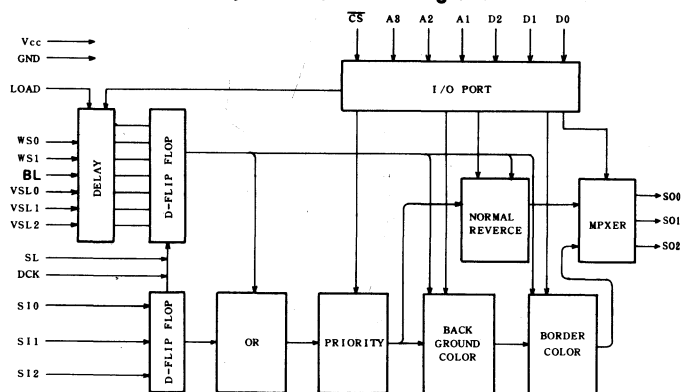 CS A8 A2 A1 D2 D1 D0
Vcc
GND
LOAD
I/O PORT
WS0
WS1
BL
VSL0
VSL1
VSL2
DELAY
D-FLIP FLOP
NORMAL
REVERCE
MPXER
SO0
SO1
SO2
SL
DCK
SI0
SI1
SI2
D-FLIP FLOP
OR
PRIORITY
BACK
GROUND
COLOR
BORDER
COLOR